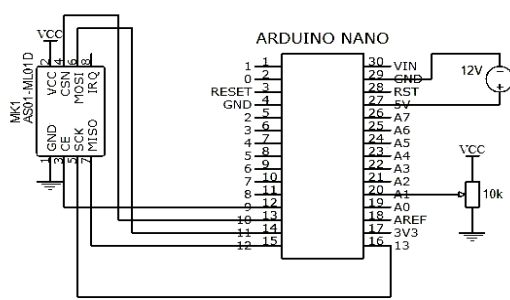 VCC
2 4 6 8
VCC CSN MOSI IRQ
MK1
AS01-ML01D
GND CE SCK MISO
1 3 5 7
ARDUINO NANO
1 1 30 VIN
0 2 29 GND
RESET 3 28 RST
GND 4 27 5V
2 5 26 A7
3 6 25 A6
4 7 24 A5
5 8 23 A4
6 9 22 A3
7 10 21 A2
8 11 20 A1
9 12 19 A0
10 13 18 AREF
11 14 17 3V3
12 15 16 13
12V
VCC
10k